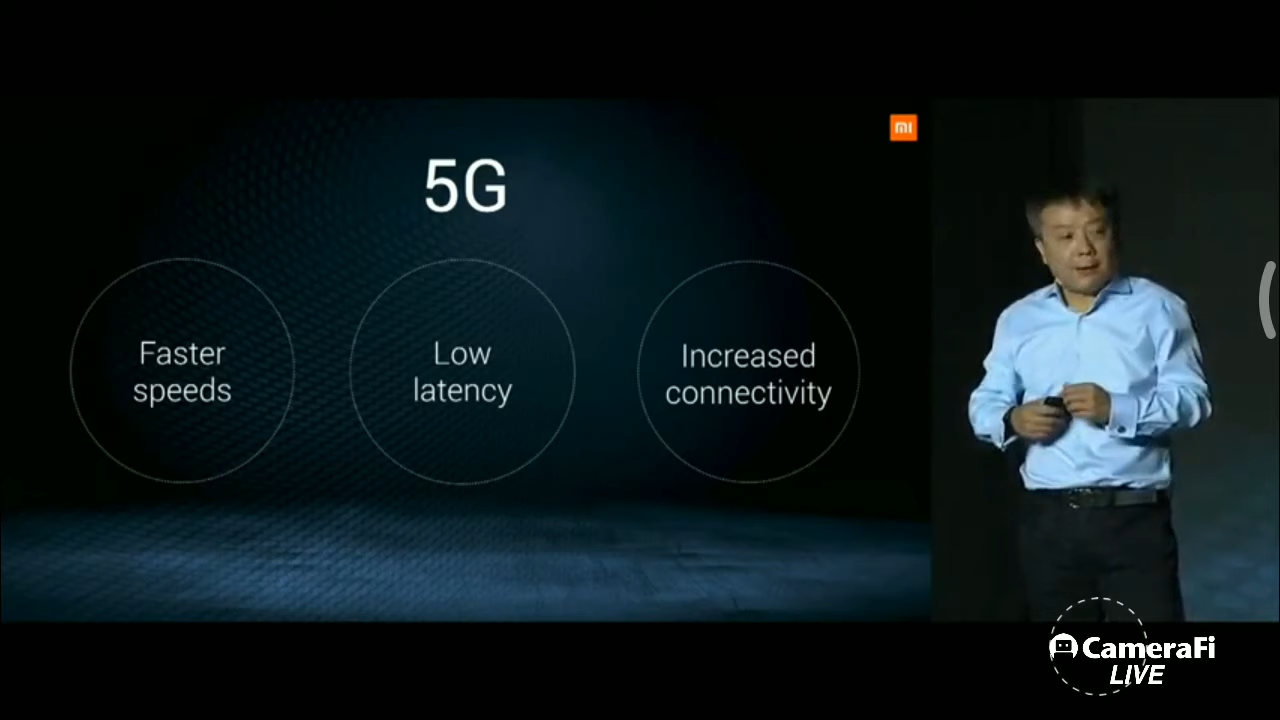 mi
5G
Faster
speeds
Low
latency
Increased
connectivity
CameraFi
LIVE